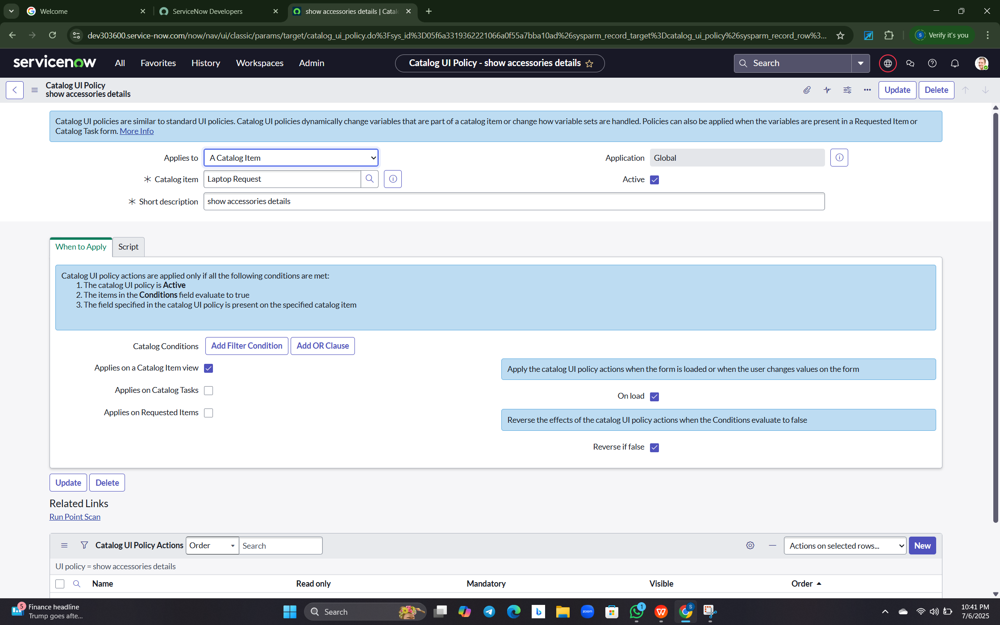 Welcome
ServiceNow Developers
show accessories details | Catal
dev303600.service-now.com/now/nav/ui/classic/params/target/catalog_ui_policy.do%3Fsys_id%3D05f6a3319362221066a0f55a7bba10ad%26sysparm_record_target%3Dcatalog_ui_policy%26sysparm_record_row%3...
S
Verify it's you
servicenow
All
Favorites
History
Workspaces
Admin
Catalog UI Policy - show accessories details
Search
Catalog UI Policy
show accessories details
Update
Delete
Catalog UI policies are similar to standard UI policies. Catalog UI policies dynamically change variables that are part of a catalog item or change how variable sets are handled. Policies can also be applied when the variables are present in a Requested Item or
Catalog Task form. More Info
Applies to
A Catalog Item
Application
Global
Catalog item
Laptop Request
Active
Short description
show accessories details
When to Apply
Script
Catalog UI policy actions are applied only if all the following conditions are met:
1. The catalog UI policy is Active
2. The items in the Conditions field evaluate to true
3. The field specified in the catalog UI policy is present on the specified catalog item
Catalog Conditions
Add Filter Condition
Add OR Clause
Applies on a Catalog Item view
Apply the catalog UI policy actions when the form is loaded or when the user changes values on the form
Applies on Catalog Tasks
On load
Applies on Requested Items
Reverse the effects of the catalog UI policy actions when the Conditions evaluate to false
Reverse if false
Update
Delete
Related Links
Run Point Scan
Catalog UI Policy Actions
Order
Search
Actions on selected rows...
New
UI policy = show accessories details
Name
Read only
Mandatory
Visible
Order
5
Finance headline
Trump goes afte...
Search
zoom
1
S
10:41 PM
7/6/2025